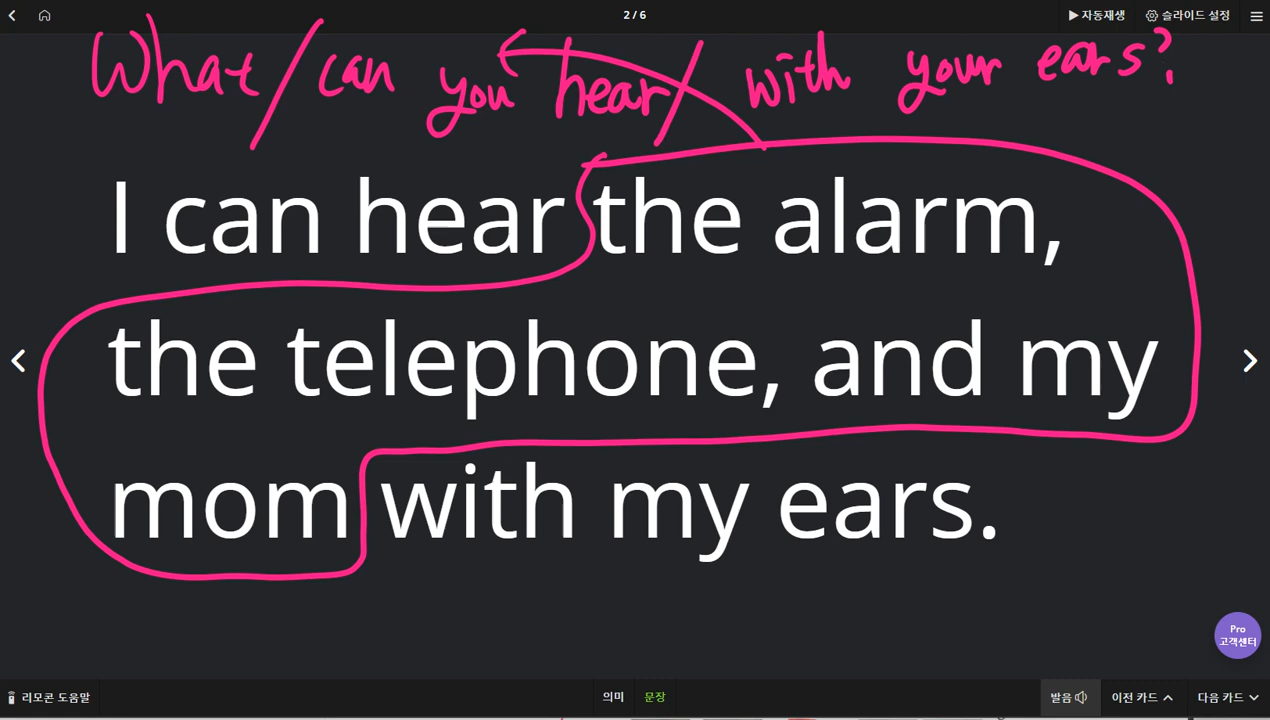 2 / 6
자동재생
슬라이드 설정
What / can you hear / with your ears?
I can hear the alarm,
the telephone, and my
mom with my ears.
Pro
고객센터
리모콘 도움말
의미
문장
발음
이전 카드
다음 카드